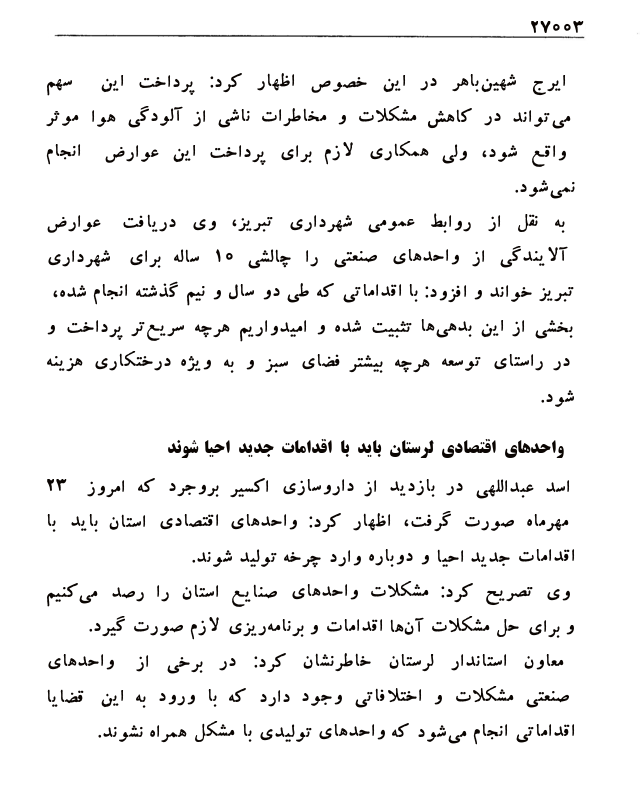 ۲۷۰۰۳
ایرج شهین‌باهر در این خصوص اظهار کرد: پرداخت این سهم
می‌تواند در کاهش مشکلات و مخاطرات ناشی از آلودگی هوا موثر
واقع شود، ولی همکاری لازم برای پرداخت این عوارض انجام
نمی‌شود.
به نقل از روابط عمومی شهرداری تبریز، وی دریافت عوارض
آلایندگی از واحدهای صنعتی را چالشی ۱۰ ساله برای شهرداری
تبریز خواند و افزود: با اقداماتی که طی دو سال و نیم گذشته انجام شده،
بخشی از این بدهی‌ها تثبیت شده و امیدواریم هرچه سریع‌تر پرداخت و
در راستای توسعه هرچه بیشتر فضای سبز و به ویژه درختکاری هزینه
شود.
واحدهای اقتصادی لرستان باید با اقدامات جدید احیا شوند
اسد عبداللهی در بازدید از داروسازی اکسیر بروجرد که امروز ۲۳
مهرماه صورت گرفت، اظهار کرد: واحدهای اقتصادی استان باید با
اقدامات جدید احیا و دوباره وارد چرخه تولید شوند.
وی تصریح کرد: مشکلات واحدهای صنایع استان را رصد می‌کنیم
و برای حل مشکلات آن‌ها اقدامات و برنامه‌ریزی لازم صورت گیرد.
معاون استاندار لرستان خاطرنشان کرد: در برخی از واحدهای
صنعتی مشکلات و اختلافاتی وجود دارد که با ورود به این قضایا
اقداماتی انجام می‌شود که واحدهای تولیدی با مشکل همراه نشوند.